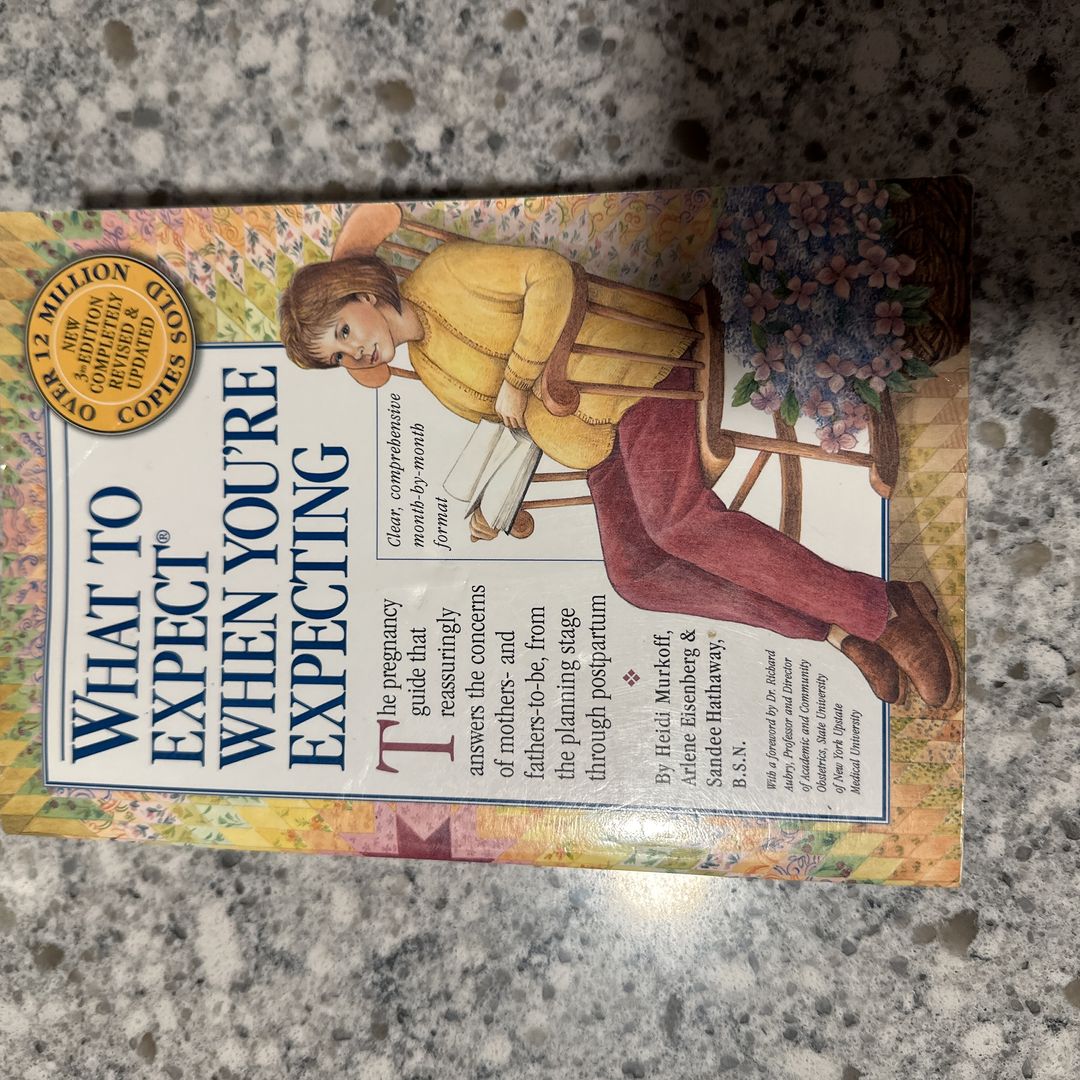 OVER 12 MILLION
COPIES SOLD
NEW
3RD EDITION
COMPLETELY
REVISED &
UPDATED
WHAT TO
EXPECT®
WHEN YOU'RE
EXPECTING
Clear, comprehensive
month-by-month
format
The pregnancy
guide that
reassuringly
answers the concerns
of mothers- and
fathers-to-be, from
the planning stage
through postpartum
By Heidi Murkoff,
Arlene Eisenberg &
Sandee Hathaway,
B.S.N.
With a foreword by Dr. Richard
Aubry, Professor and Director
of Academic and Community
Obstetrics, State University
of New York Upstate
Medical University